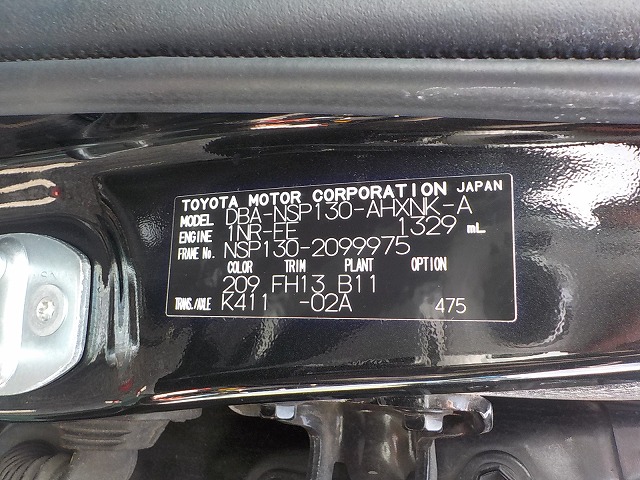 TOYOTA MOTOR CORPORATION JAPAN
MODEL DBA-NSP130-AHXNK-A
ENGINE 1NR-FE 1329 mL
FRAME No. NSP130-2099975
COLOR TRIM PLANT OPTION
209 FH13 B11
TRANS./AXLE K411 -02A 475